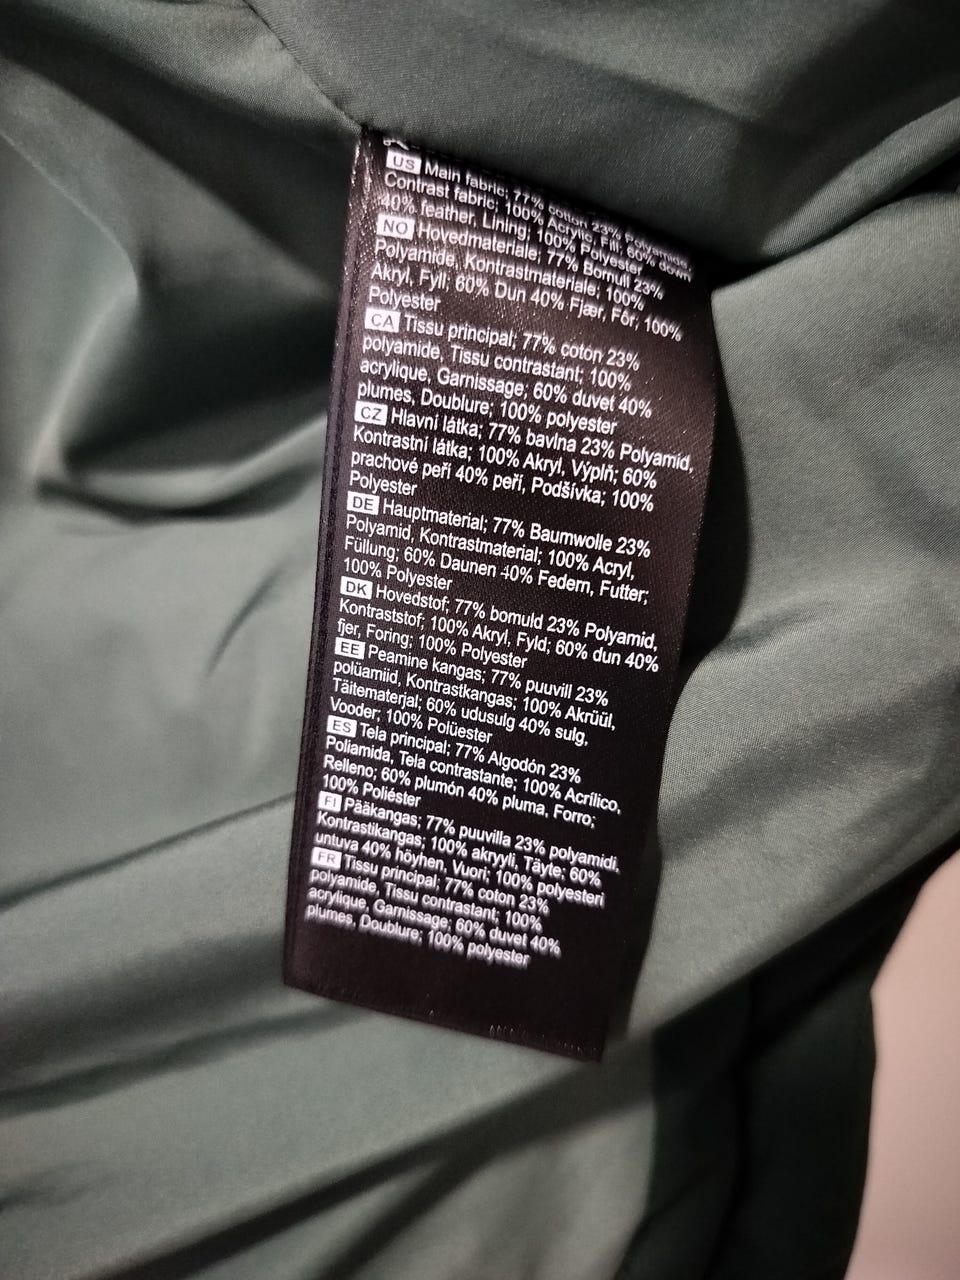 US Main fabric; 77% cotton 23% Polyamide,
Contrast fabric; 100% Acrylic, Fill; 60% down
40% feather, Lining; 100% Polyester
NO Hovedmateriale; 77% Bomull 23%
Polyamide, Kontrastmateriale; 100%
Akryl, Fyll; 60% Dun 40% Fjær, Fôr; 100%
Polyester
CA Tissu principal; 77% coton 23%
polyamide, Tissu contrastant; 100%
acrylique, Garnissage; 60% duvet 40%
plumes, Doublure; 100% polyester
CZ Hlavní látka; 77% bavlna 23% Polyamid,
Kontrastní látka; 100% Akryl, Výplň; 60%
prachové peří 40% peří, Podšívka; 100%
Polyester
DE Hauptmaterial; 77% Baumwolle 23%
Polyamid, Kontrastmaterial; 100% Acryl,
Füllung; 60% Daunen 40% Federn, Futter;
100% Polyester
DK Hovedstof; 77% bomuld 23% Polyamid,
Kontraststof; 100% Akryl, Fyld; 60% dun 40%
fjer, Foring; 100% Polyester
EE Peamine kangas; 77% puuvill 23%
polüamiid, Kontrastkangas; 100% Akrüül,
Täitematerjal; 60% udusulg 40% sulg,
Vooder; 100% Polüester
ES Tela principal; 77% Algodón 23%
Poliamida, Tela contrastante; 100% Acrílico,
Relleno; 60% plumón 40% pluma, Forro;
100% Poliéster
FI Pääkangas; 77% puuvilla 23% polyamidi,
Kontrastikangas; 100% akryyli, Täyte; 60%
untuva 40% höyhen, Vuori; 100% polyesteri
FR Tissu principal; 77% coton 23%
polyamide, Tissu contrastant; 100%
acrylique, Garnissage; 60% duvet 40%
plumes, Doublure; 100% polyester